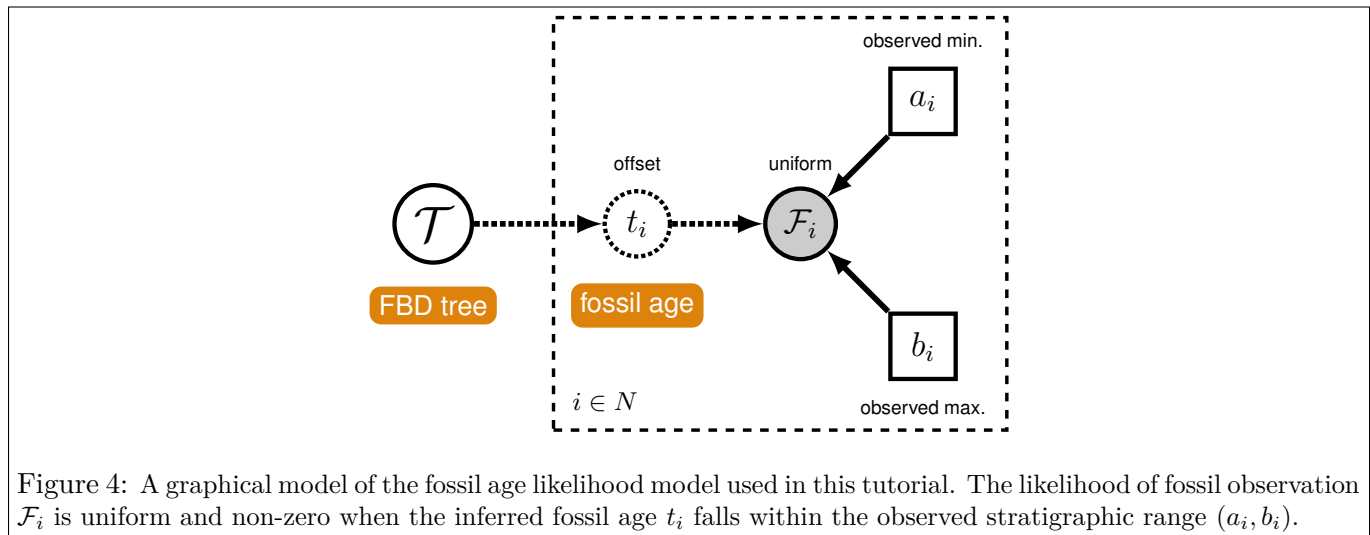 observed min.
a_i
offset
uniform
𝒯
t_i
ℱ_i
FBD tree
fossil age
b_i
i ∈ N
observed max.
Figure 4: A graphical model of the fossil age likelihood model used in this tutorial. The likelihood of fossil observation
ℱ_i is uniform and non-zero when the inferred fossil age t_i falls within the observed stratigraphic range (a_i, b_i).